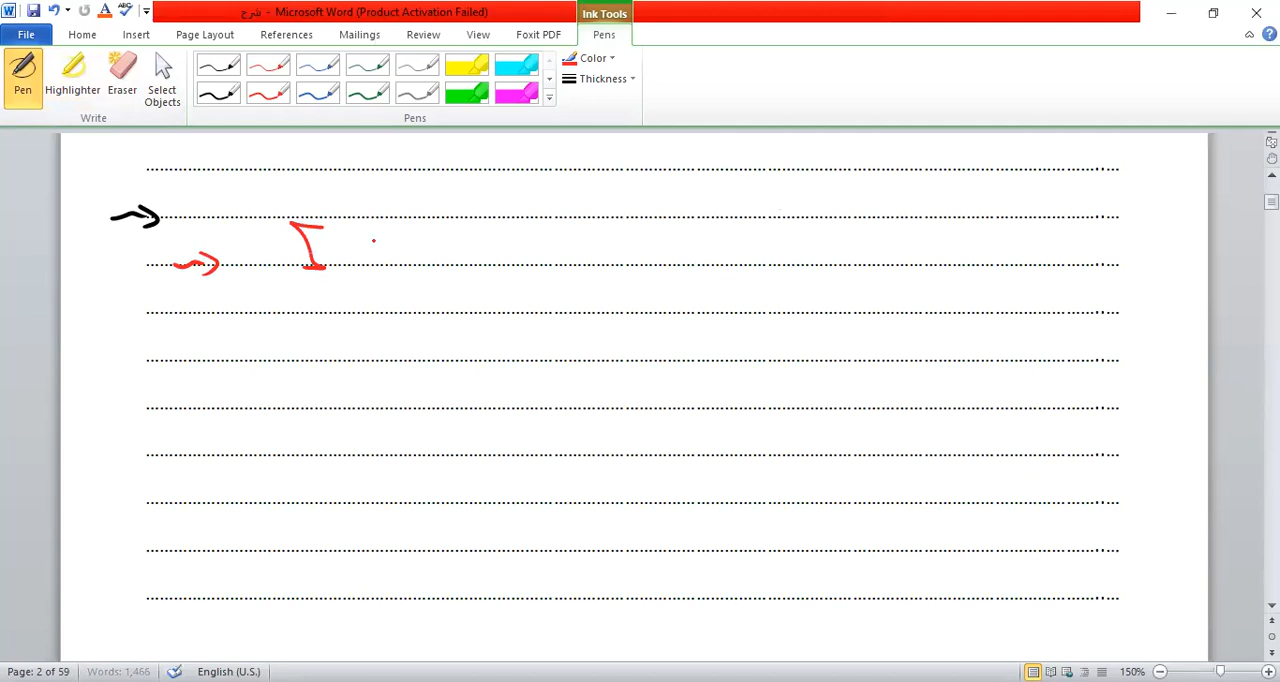 شرح - Microsoft Word (Product Activation Failed)
Ink Tools
File Home Insert Page Layout References Mailings Review View Foxit PDF Pens
Pen Highlighter Eraser Select Objects
Color
Thickness
Write Pens
I
Page: 2 of 59 Words: 1,466 English (U.S.) 150%